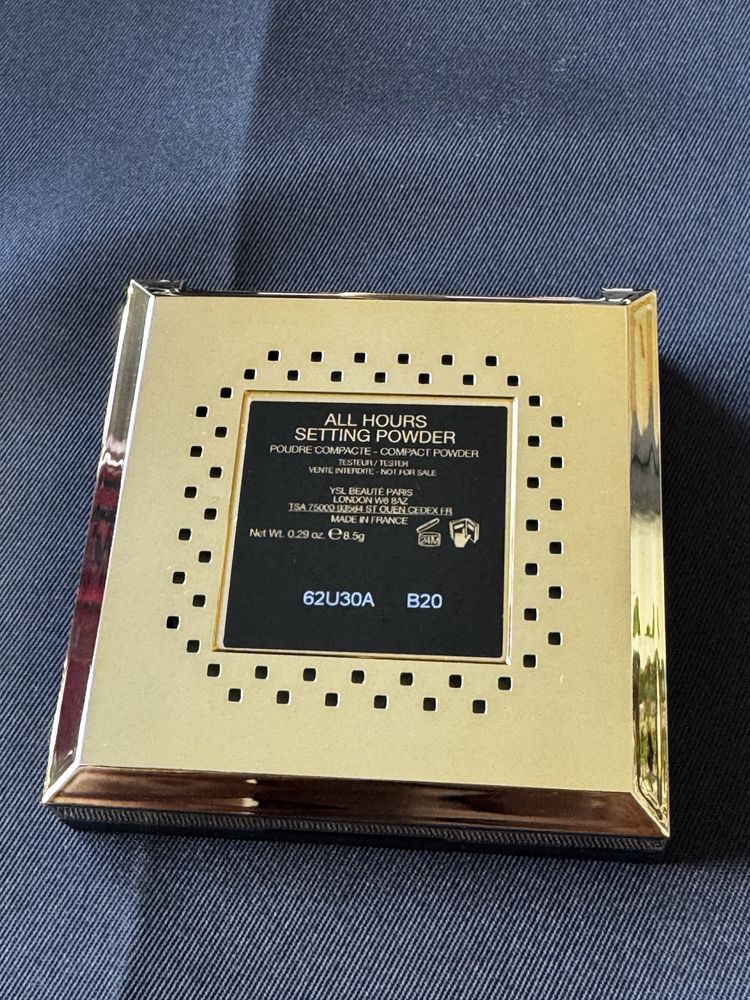 ALL HOURS
SETTING POWDER
POUDRE COMPACTE - COMPACT POWDER
TESTEUR / TESTER
VENTE INTERDITE - NOT FOR SALE
YSL BEAUTÉ PARIS
LONDON W6 8AZ
TSA 75000 93584 ST OUEN CEDEX FR
MADE IN FRANCE
Net Wt. 0.29 oz. ℮ 8.5g
24M
62U30A B20